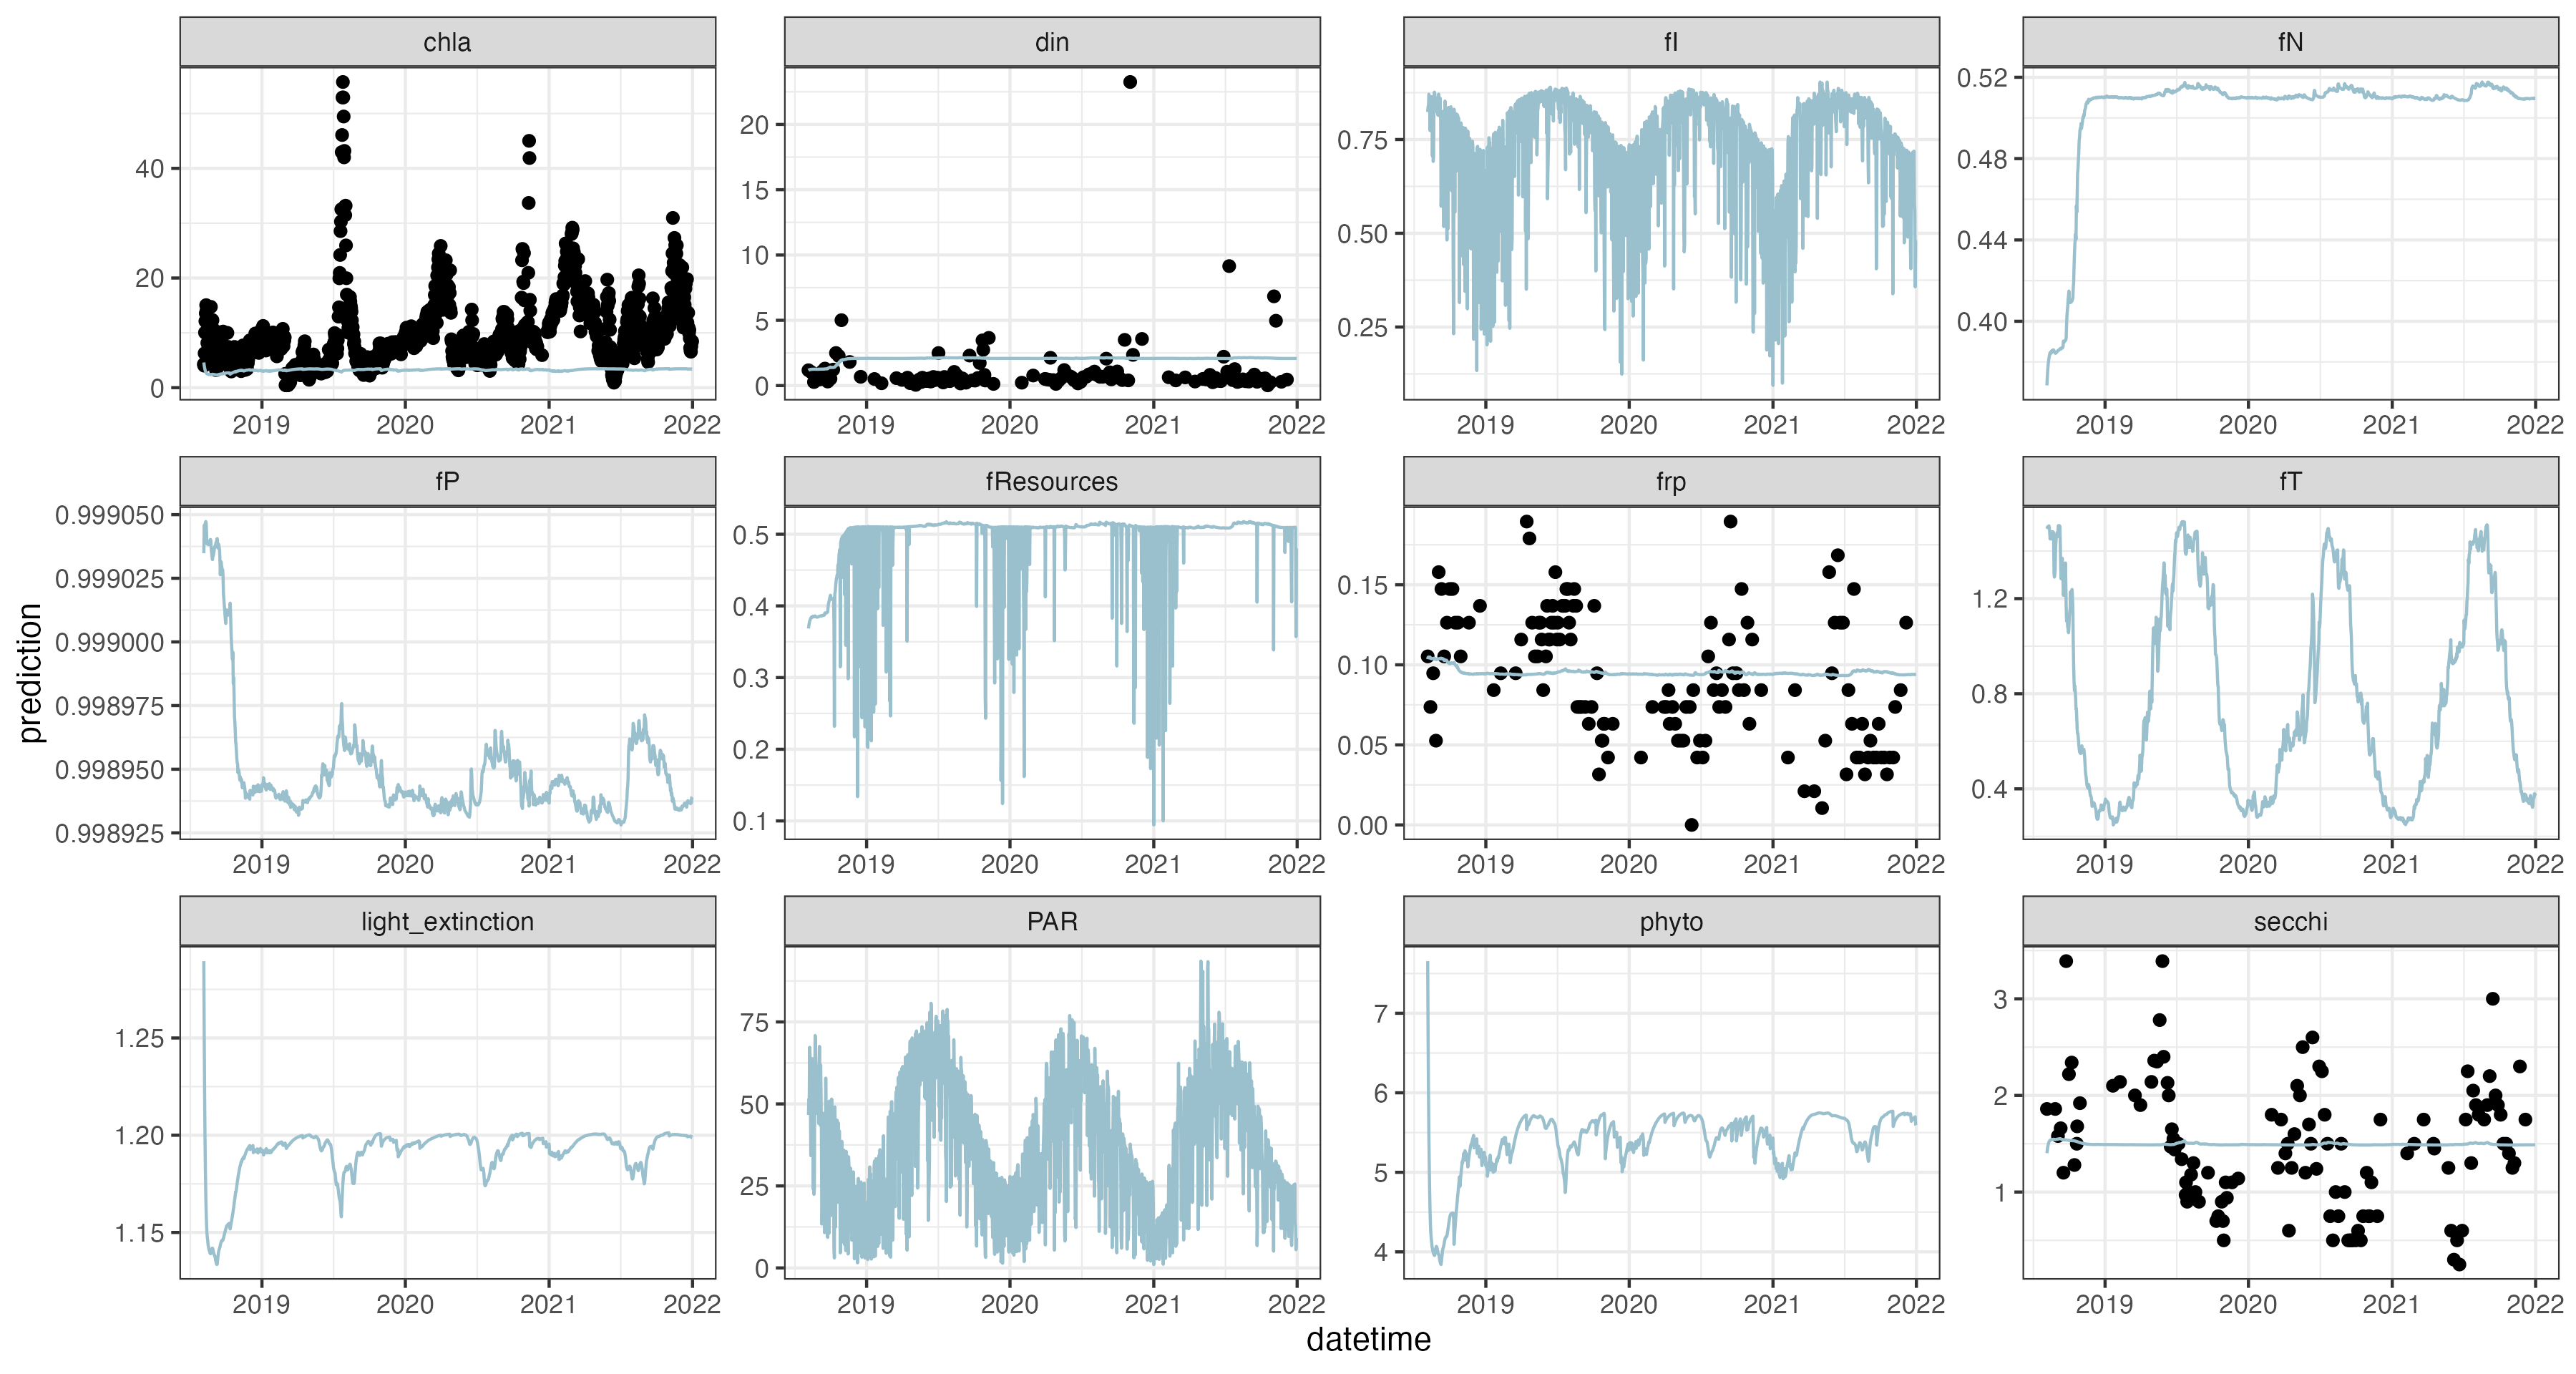 chla din fI fN
40 20 0
20 15 10 5 0
0.75 0.50 0.25
0.52 0.48 0.44 0.40
2019 2020 2021 2022 2019 2020 2021 2022 2019 2020 2021 2022 2019 2020 2021 2022
fP fResources frp fT
0.999050 0.999025 0.999000 0.998975 0.998950 0.998925
0.5 0.4 0.3 0.2 0.1
0.15 0.10 0.05 0.00
1.2 0.8 0.4
2019 2020 2021 2022 2019 2020 2021 2022 2019 2020 2021 2022 2019 2020 2021 2022
prediction
light_extinction PAR phyto secchi
1.25 1.20 1.15
75 50 25 0
7 6 5 4
3 2 1
2019 2020 2021 2022 2019 2020 2021 2022 2019 2020 2021 2022 2019 2020 2021 2022
datetime